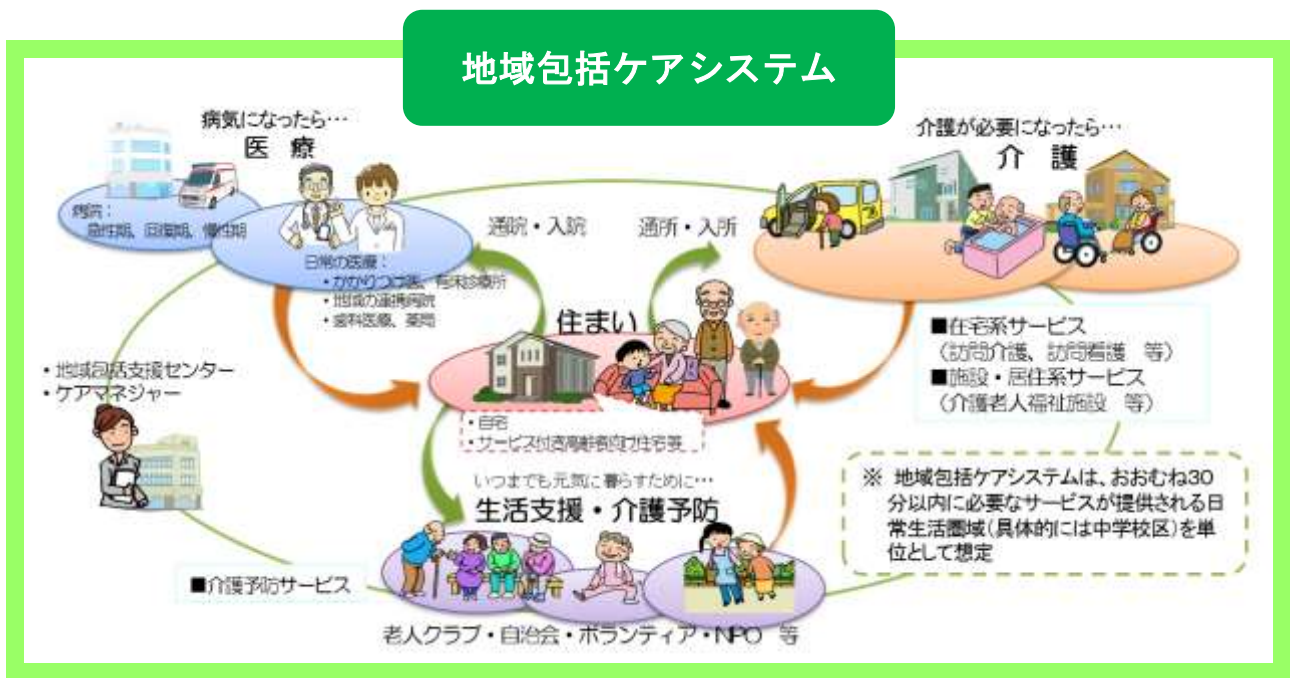 地域包括ケアシステム
病気になったら…
医 療
病院：
急性期、回復期、慢性期
日常の医療：
・かかりつけ医、有床診療所
・地域の連携病院
・歯科医療、薬局
通院・入院
通所・入所
介護が必要になったら…
介 護
■在宅系サービス
（訪問介護、訪問看護 等）
■施設・居住系サービス
（介護老人福祉施設 等）
住まい
・自宅
・サービス付き高齢者向け住宅等
・地域包括支援センター
・ケアマネジャー
いつまでも元気に暮らすために…
生活支援・介護予防
■介護予防サービス
老人クラブ・自治会・ボランティア・NPO 等
※ 地域包括ケアシステムは、おおむね30
分以内に必要なサービスが提供される日
常生活圏域（具体的には中学校区）を単
位として想定